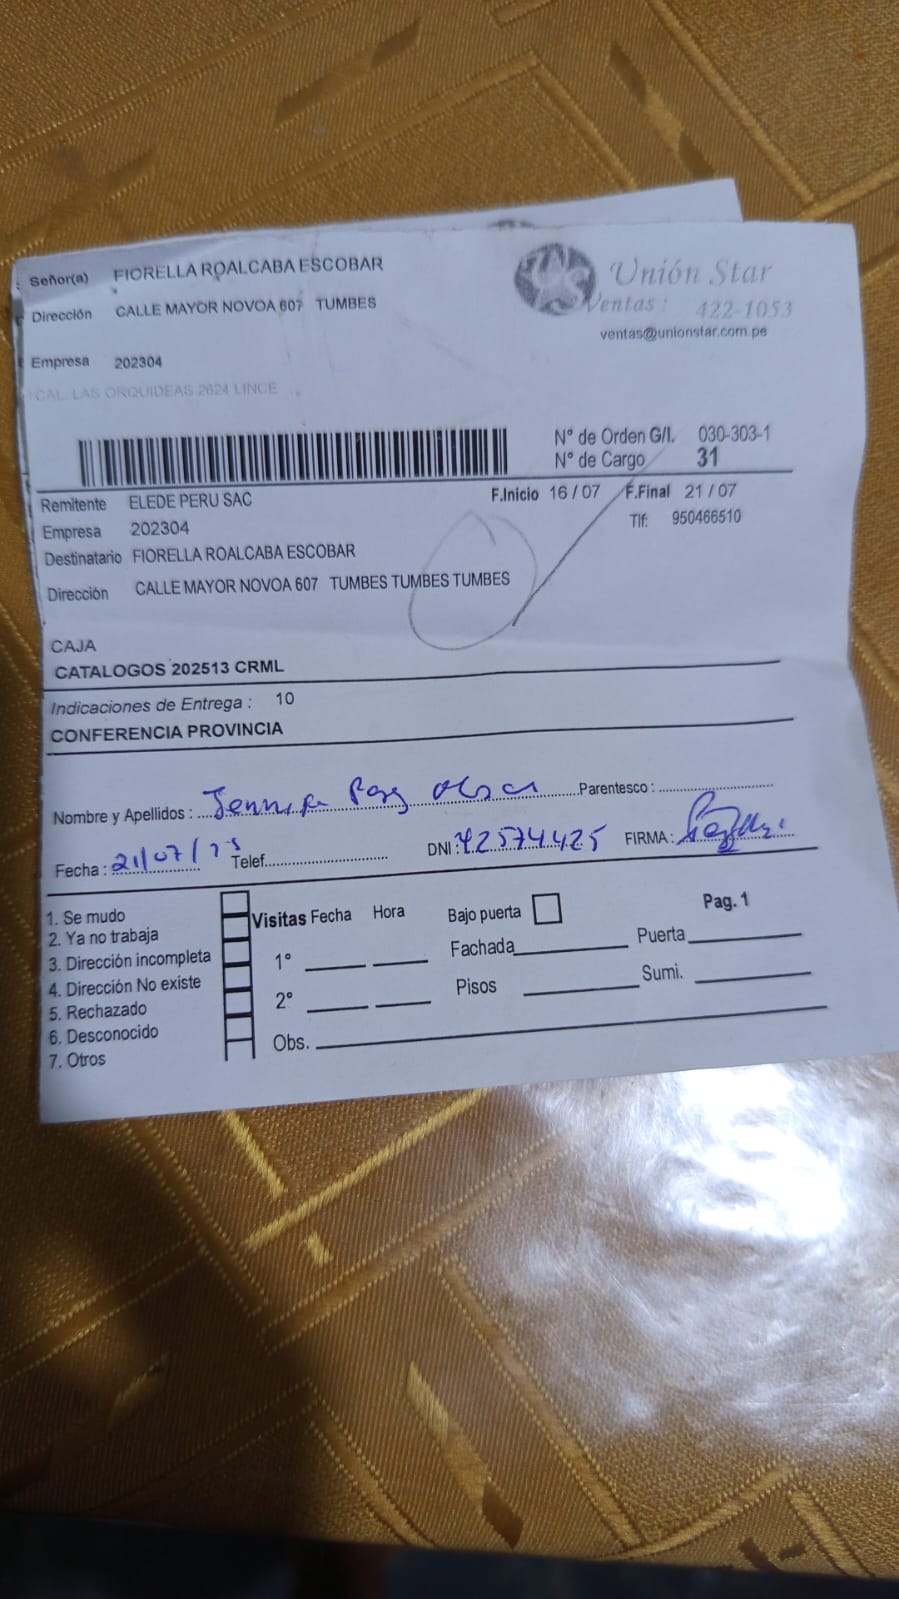 Señor(a) FIORELLA ROALCABA ESCOBAR
Dirección CALLE MAYOR NOVOA 607 TUMBES
Empresa 202304
CAL. LAS ORQUIDEAS 2624 LINCE
Unión Star
Ventas : 422-1053
ventas@unionstar.com.pe
N° de Orden G/I. 030-303-1
N° de Cargo 31
Remitente ELEDE PERU SAC
F.Inicio 16 / 07 F.Final 21 / 07
Empresa 202304
Tlf: 950466510
Destinatario FIORELLA ROALCABA ESCOBAR
Dirección CALLE MAYOR NOVOA 607 TUMBES TUMBES TUMBES
CAJA
CATALOGOS 202513 CRML
Indicaciones de Entrega : 10
CONFERENCIA PROVINCIA
Nombre y Apellidos : Parentesco :
Fecha : 21/07/25 Telef. DNI : 42574425 FIRMA :
1. Se mudo
2. Ya no trabaja
3. Dirección incompleta
4. Dirección No existe
5. Rechazado
6. Desconocido
7. Otros
Visitas Fecha Hora
1°
2°
Obs.
Bajo puerta
Pag. 1
Fachada Puerta
Pisos Sumi.